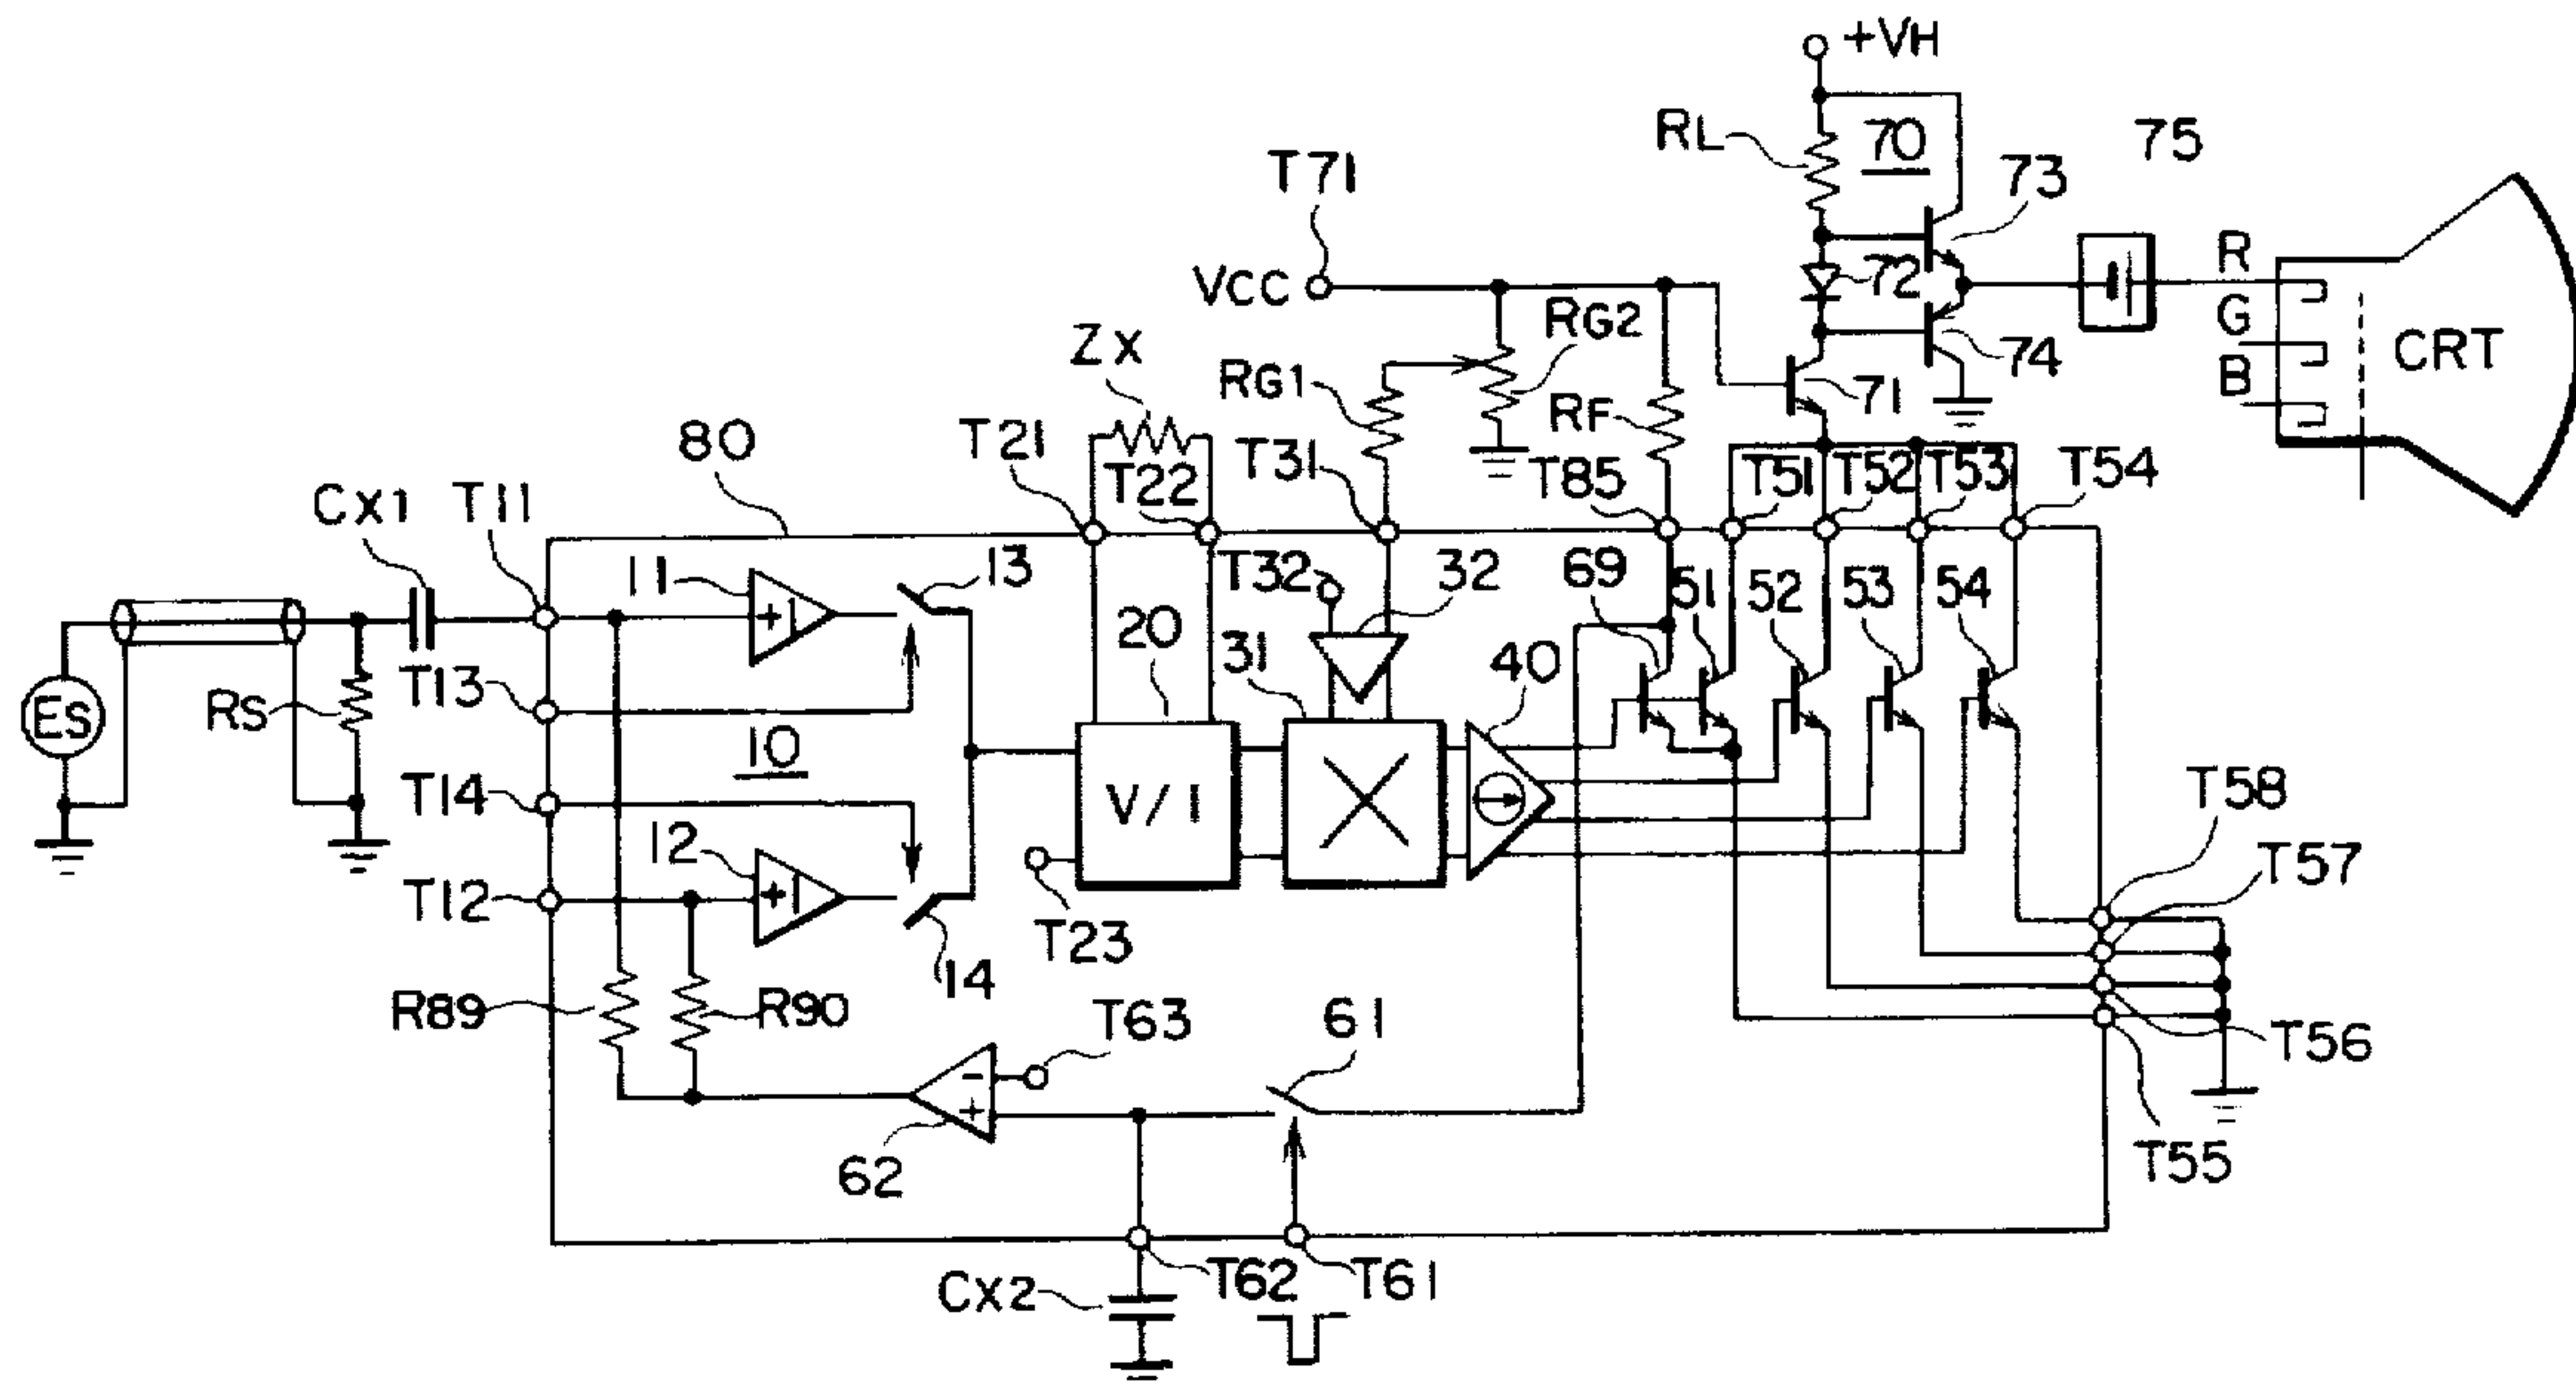 +VH
RL
70
75
73
T71
VCC
72
R
G
B
CRT
RG2
ZX
RG1
RF
71
74
80
T21
T22
T31
T85
T51
T52
T53
T54
CX1
T11
11
13
T32
32
69
51
52
53
54
+1
20
31
40
ES
RS
T13
10
V/I
T58
T14
12
T57
T12
+1
T23
14
R89
R90
T63
61
T56
-
+
62
T55
CX2
T62
T61